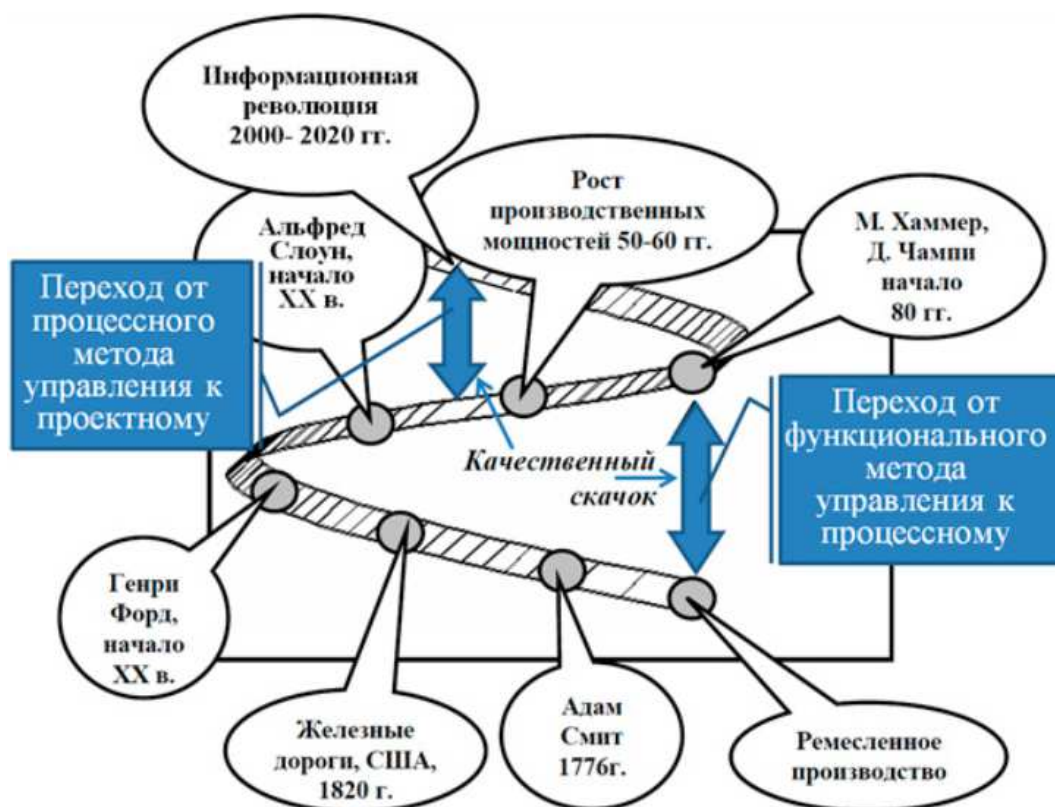 Информационная
революция
2000- 2020 гг.
Рост
производственных
мощностей 50-60 гг.
М. Хаммер,
Д. Чампи
начало
80 гг.
Альфред
Слоун,
начало
XX в.
Переход от
процессного
метода
управления к
проектному
Качественный
скачок
Переход от
функционального
метода
управления к
процессному
Генри
Форд,
начало
XX в.
Железные
дороги, США,
1820 г.
Адам
Смит
1776г.
Ремесленное
производство